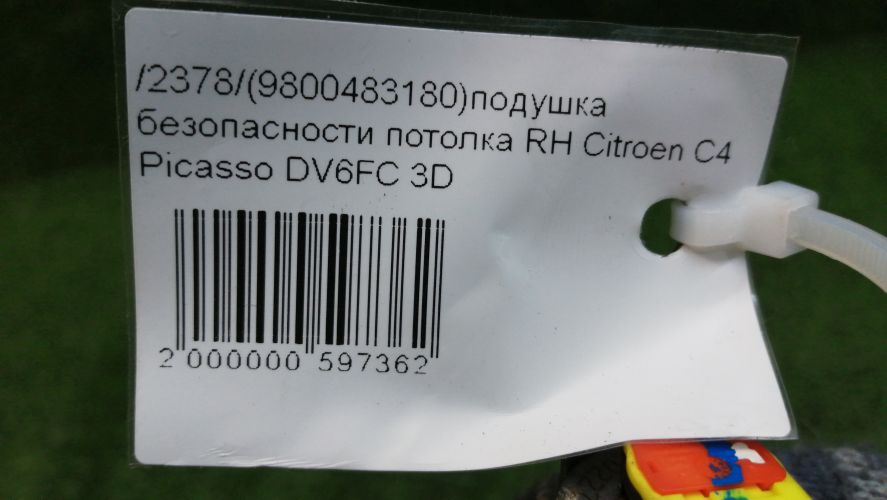 /2378/(9800483180)подушка
безопасности потолка RH Citroen C4
Picasso DV6FC 3D
2 000000 597362